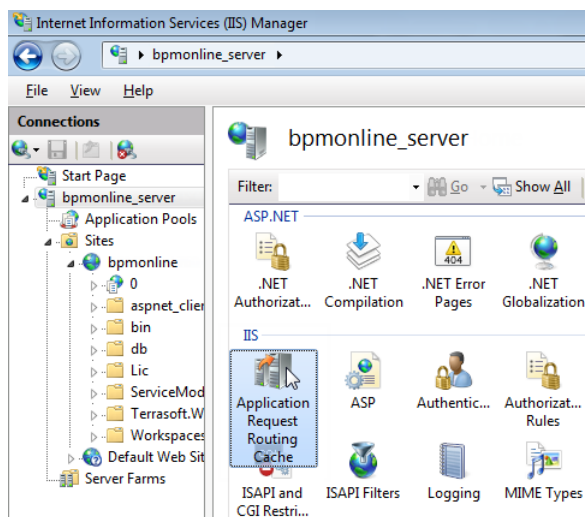 Internet Information Services (IIS) Manager
bpmonline_server
File View Help
Connections
Start Page
bpmonline_server
Application Pools
Sites
bpmonline
0
aspnet_clier
bin
db
Lic
ServiceMod
Terrasoft.W
Workspaces
Default Web Sit
Server Farms
bpmonline_server
Filter: Go Show All
ASP.NET
404
.NET .NET .NET Error .NET
Authorizat... Compilation Pages Globalization
IIS
Application ASP Authentic... Authorizat...
Request Rules
Routing
Cache
ISAPI and ISAPI Filters Logging MIME Types
CGI Restri...